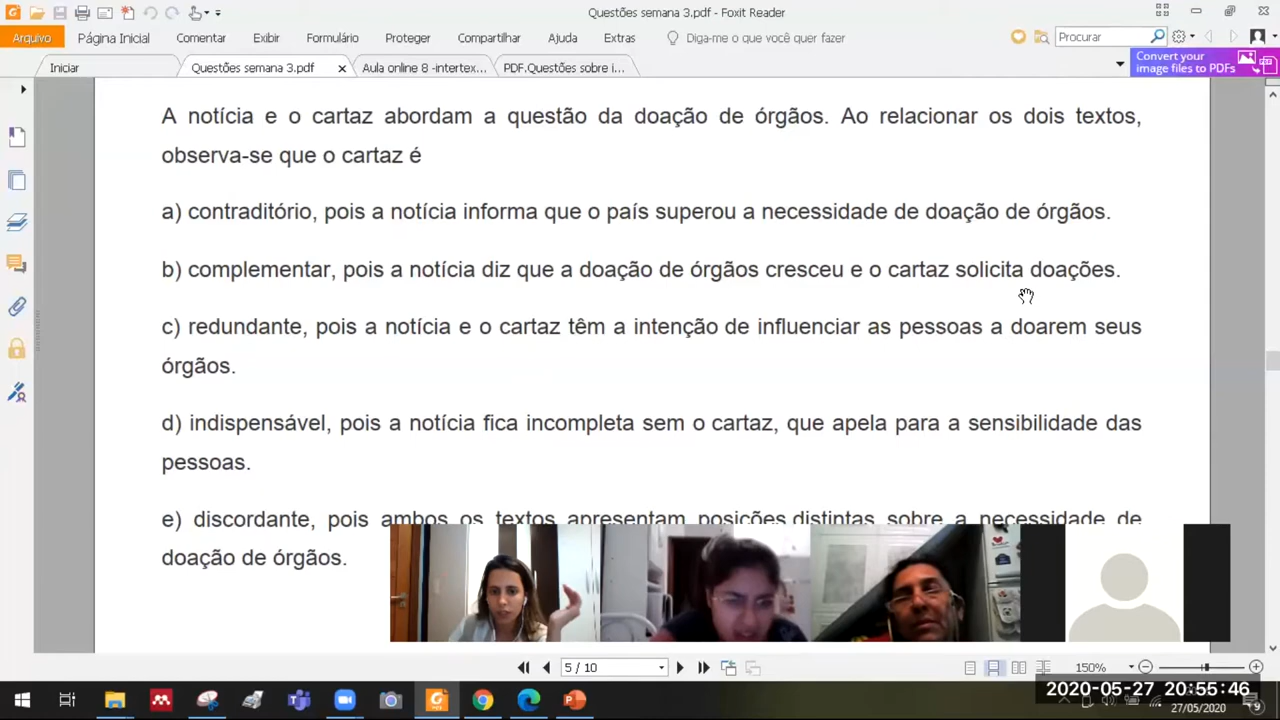 Questões semana 3.pdf - Foxit Reader
Arquivo Página Inicial Comentar Exibir Formulário Proteger Compartilhar Ajuda Extras Diga-me o que você quer fazer Procurar
Iniciar Questões semana 3.pdf Aula online 8 -intertex... PDF.Questões sobre i... Convert your
image files to PDFs
A notícia e o cartaz abordam a questão da doação de órgãos. Ao relacionar os dois textos,
observa-se que o cartaz é
a) contraditório, pois a notícia informa que o país superou a necessidade de doação de órgãos.
b) complementar, pois a notícia diz que a doação de órgãos cresceu e o cartaz solicita doações.
c) redundante, pois a notícia e o cartaz têm a intenção de influenciar as pessoas a doarem seus
órgãos.
d) indispensável, pois a notícia fica incompleta sem o cartaz, que apela para a sensibilidade das
pessoas.
e) discordante, pois ambos os textos apresentam posições distintas sobre a necessidade de
doação de órgãos.
5 / 10 150%
2020-05-27 20:55:46
27/05/2020